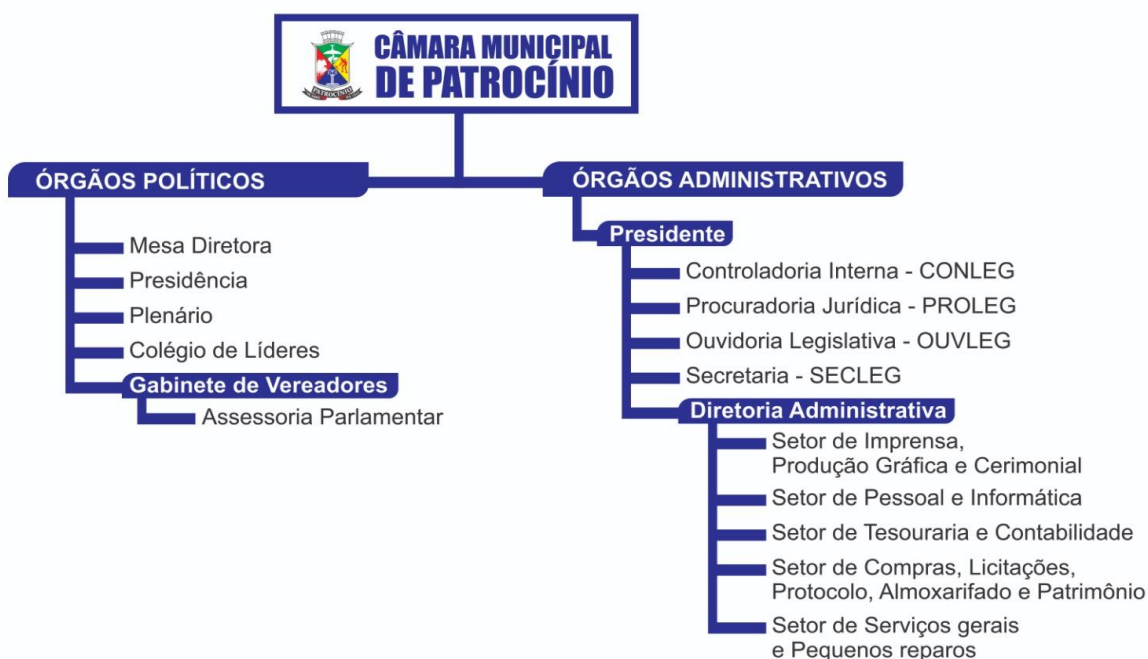 CÂMARA MUNICIPAL
DE PATROCÍNIO
PATROCÍNIO
ÓRGÃOS POLÍTICOS
Mesa Diretora
Presidência
Plenário
Colégio de Líderes
Gabinete de Vereadores
Assessoria Parlamentar
ÓRGÃOS ADMINISTRATIVOS
Presidente
Controladoria Interna - CONLEG
Procuradoria Jurídica - PROLEG
Ouvidoria Legislativa - OUVLEG
Secretaria - SECLEG
Diretoria Administrativa
Setor de Imprensa,
Produção Gráfica e Cerimonial
Setor de Pessoal e Informática
Setor de Tesouraria e Contabilidade
Setor de Compras, Licitações,
Protocolo, Almoxarifado e Patrimônio
Setor de Serviços gerais
e Pequenos reparos